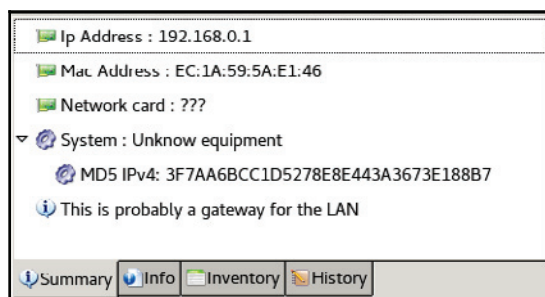 Ip Address : 192.168.0.1
Mac Address : EC:1A:59:5A:E1:46
Network card : ???
System : Unknow equipment
MD5 IPv4: 3F7AA6BCC1D5278E8E443A3673E188B7
This is probably a gateway for the LAN
Summary Info Inventory History